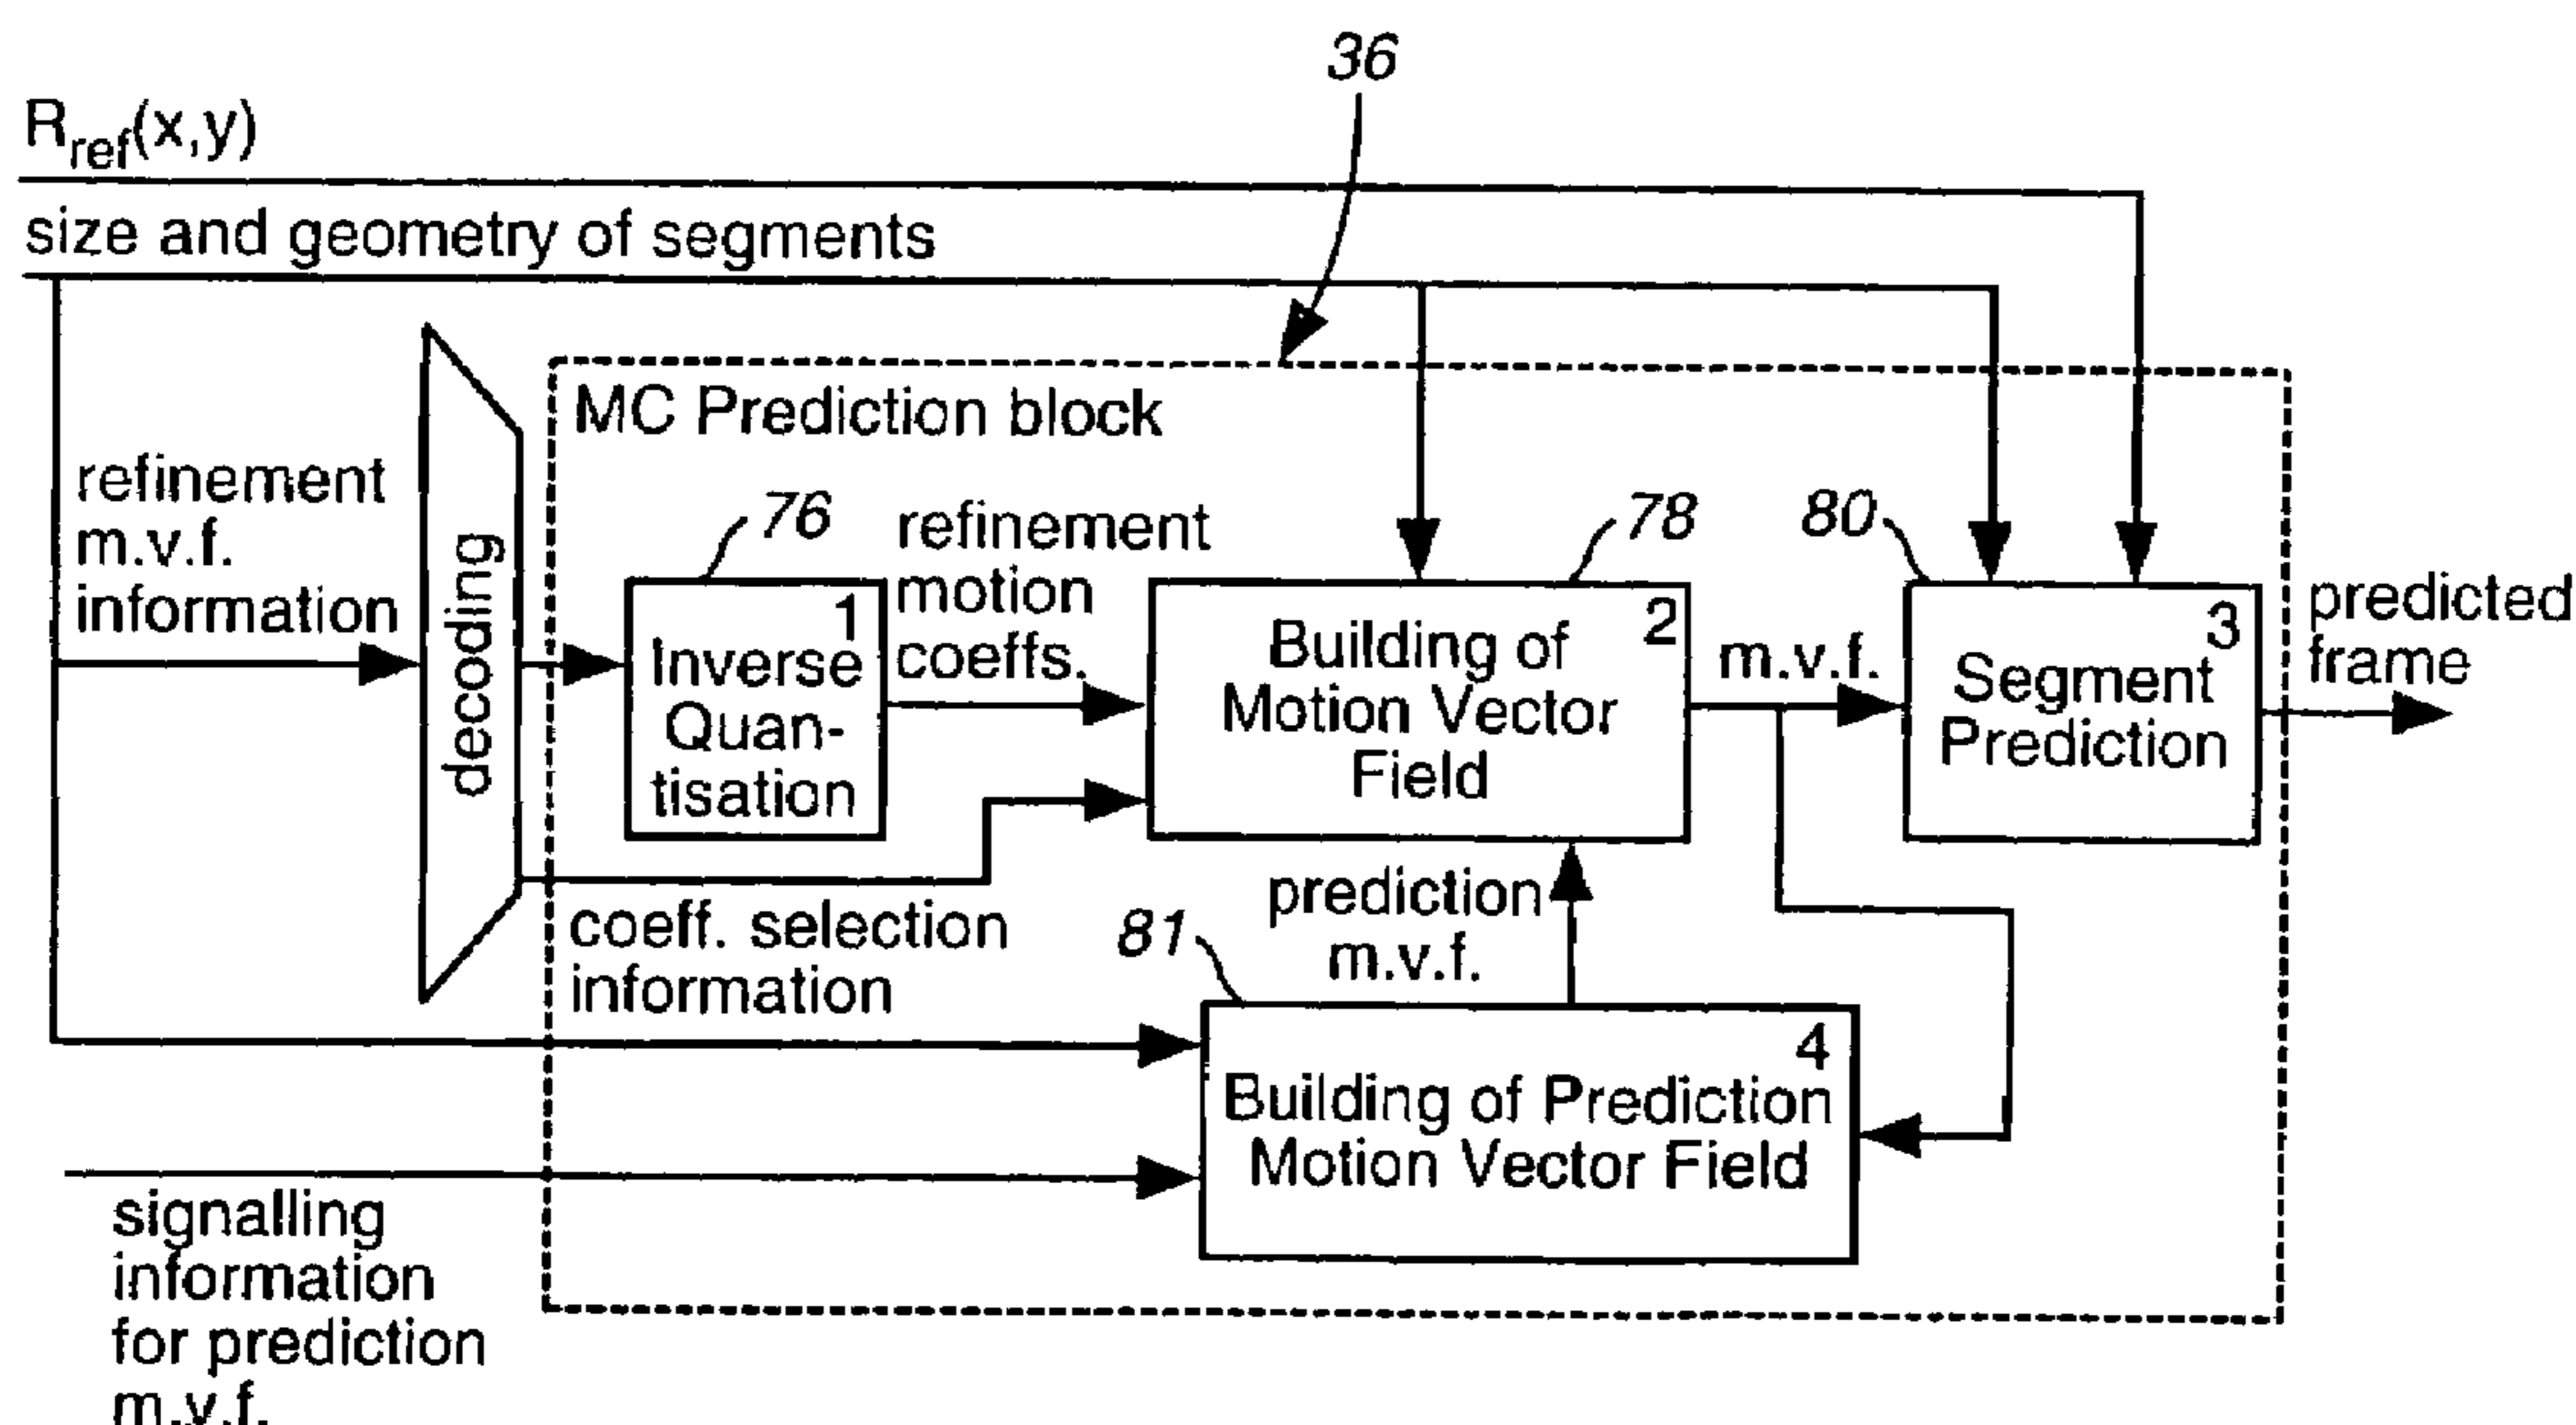 36
R_ref(x,y)
size and geometry of segments
MC Prediction block
refinement
m.v.f.
information
decoding
76
1
Inverse
Quan-
tisation
refinement
motion
coeffs.
78
2
Building of
Motion Vector
Field
m.v.f.
80
3
Segment
Prediction
predicted
frame
coeff. selection
information
prediction
m.v.f.
81
4
Building of Prediction
Motion Vector Field
signalling
information
for prediction
m.v.f.